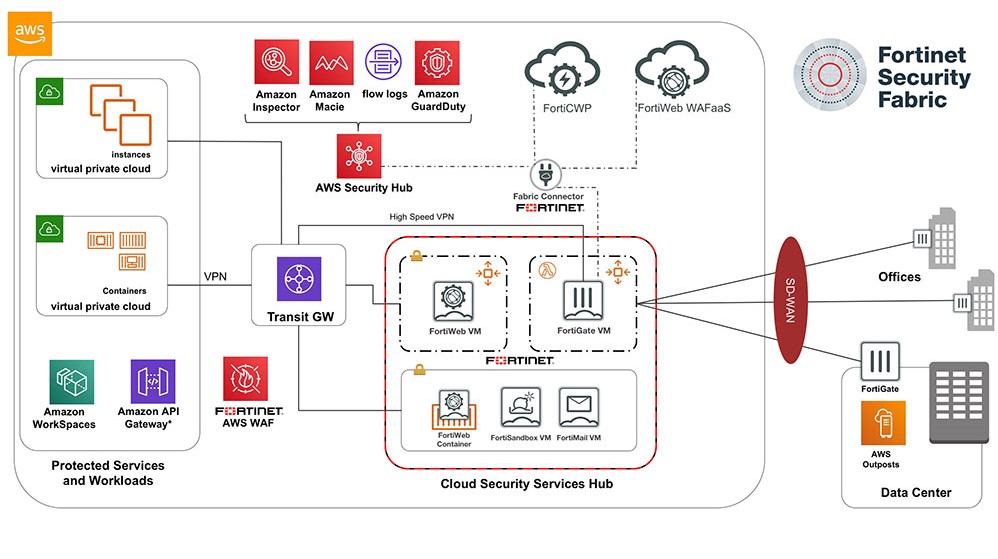 aws
instances
virtual private cloud
Containers
virtual private cloud
Amazon
WorkSpaces
Amazon API
Gateway*
Protected Services
and Workloads
FORTINET
AWS WAF
Amazon
Inspector
Amazon
Macie
flow logs
Amazon
GuardDuty
AWS Security Hub
FortiCWP
FortiWeb WAFaaS
Fabric Connector
FORTINET
High Speed VPN
VPN
Transit GW
FortiWeb VM
FortiGate VM
FORTINET
FortiWeb
Container
FortiSandbox VM
FortiMail VM
Cloud Security Services Hub
Fortinet
Security
Fabric
SD-WAN
Offices
FortiGate
AWS
Outposts
Data Center